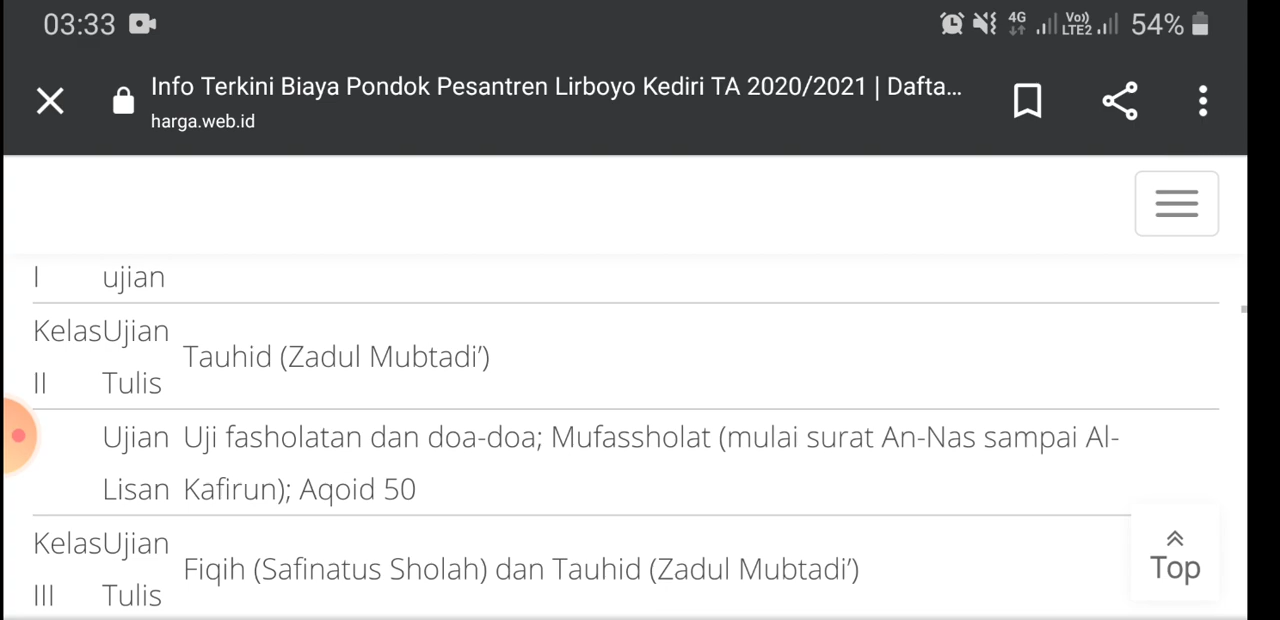 03:33 4G Vo)) LTE2 54%
Info Terkini Biaya Pondok Pesantren Lirboyo Kediri TA 2020/2021 | Dafta...
harga.web.id
I ujian
Kelas Ujian
Tauhid (Zadul Mubtadi’)
II Tulis
Ujian Uji fasholatan dan doa-doa; Mufassholat (mulai surat An-Nas sampai Al-
Lisan Kafirun); Aqoid 50
Kelas Ujian
Fiqih (Safinatus Sholah) dan Tauhid (Zadul Mubtadi’)
III Tulis
Top